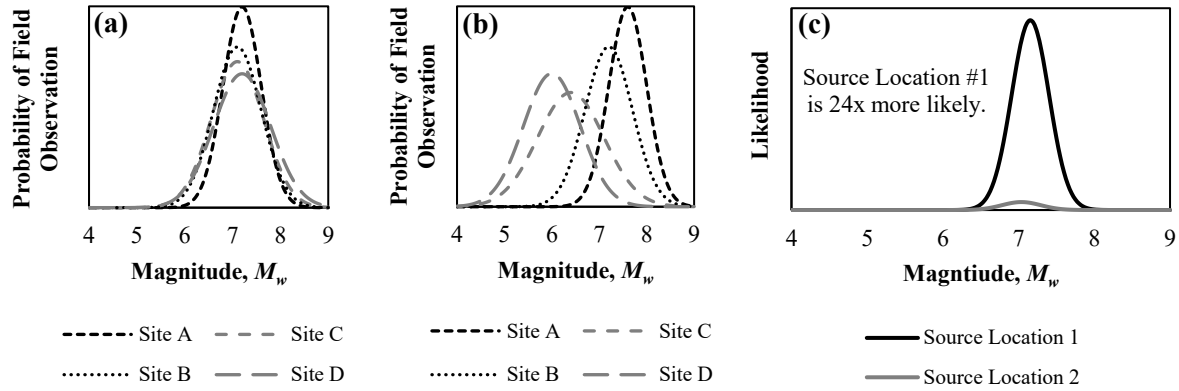 (a)
Probability of Field
Observation
4 5 6 7 8 9
Magnitude, Mw
Site A
Site C
Site B
Site D
(b)
Probability of Field
Observation
4 5 6 7 8 9
Magnitude, Mw
Site A
Site C
Site B
Site D
(c)
Likelihood
Source Location #1
is 24x more likely.
4 5 6 7 8 9
Magntiude, Mw
Source Location 1
Source Location 2